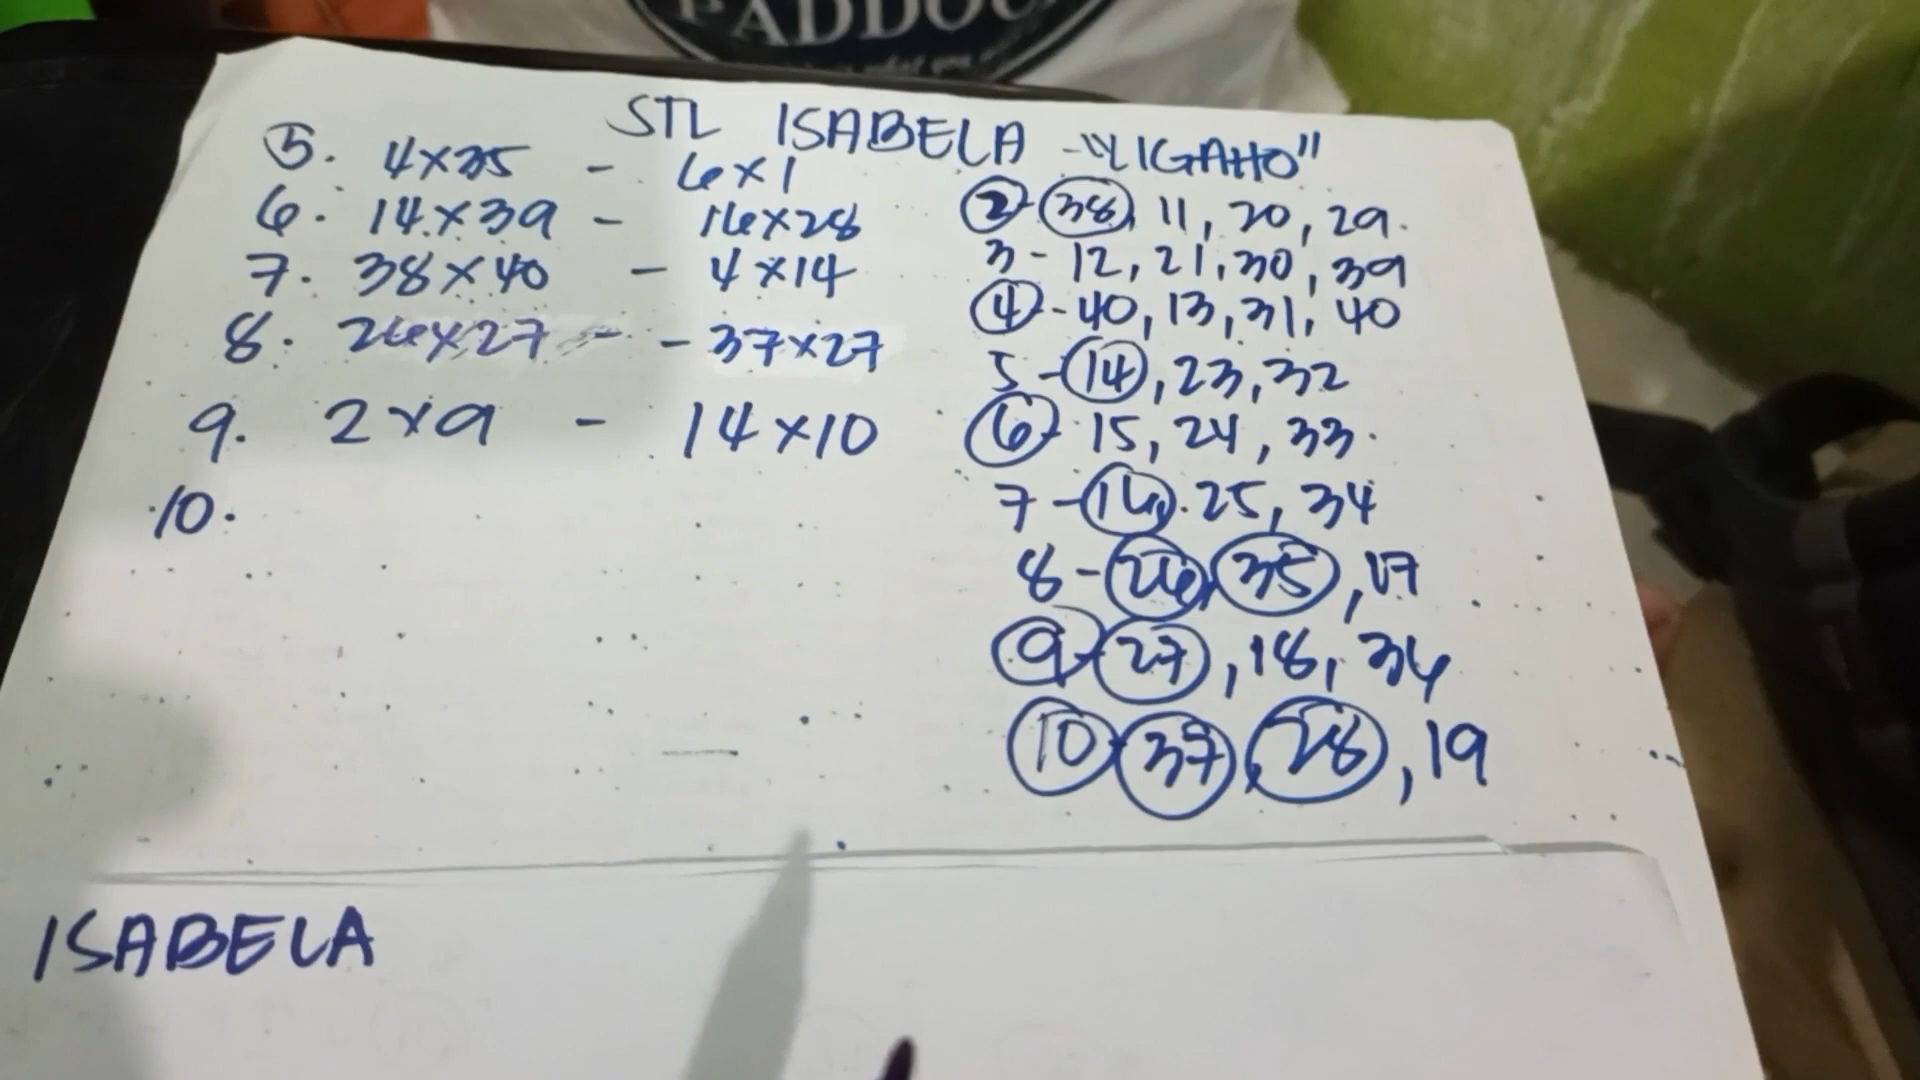 PADDOC
STL ISABELA - "LIGAHO"
5. 4x35 - 6x1
6. 14x39 - 16x28
7. 38x40 - 4x14
8. 26x27 - - 37x27
9. 2x9 - 14x10
10.
2 - 38, 11, 20, 29.
3 - 12, 21, 30, 39
4 - 40, 13, 31, 40
5 - 14, 23, 32
6 - 15, 24, 33.
7 - 16, 25, 34
8 - 26, 35, 17
9 - 27, 18, 36
10 - 37, 28, 19
ISABELA